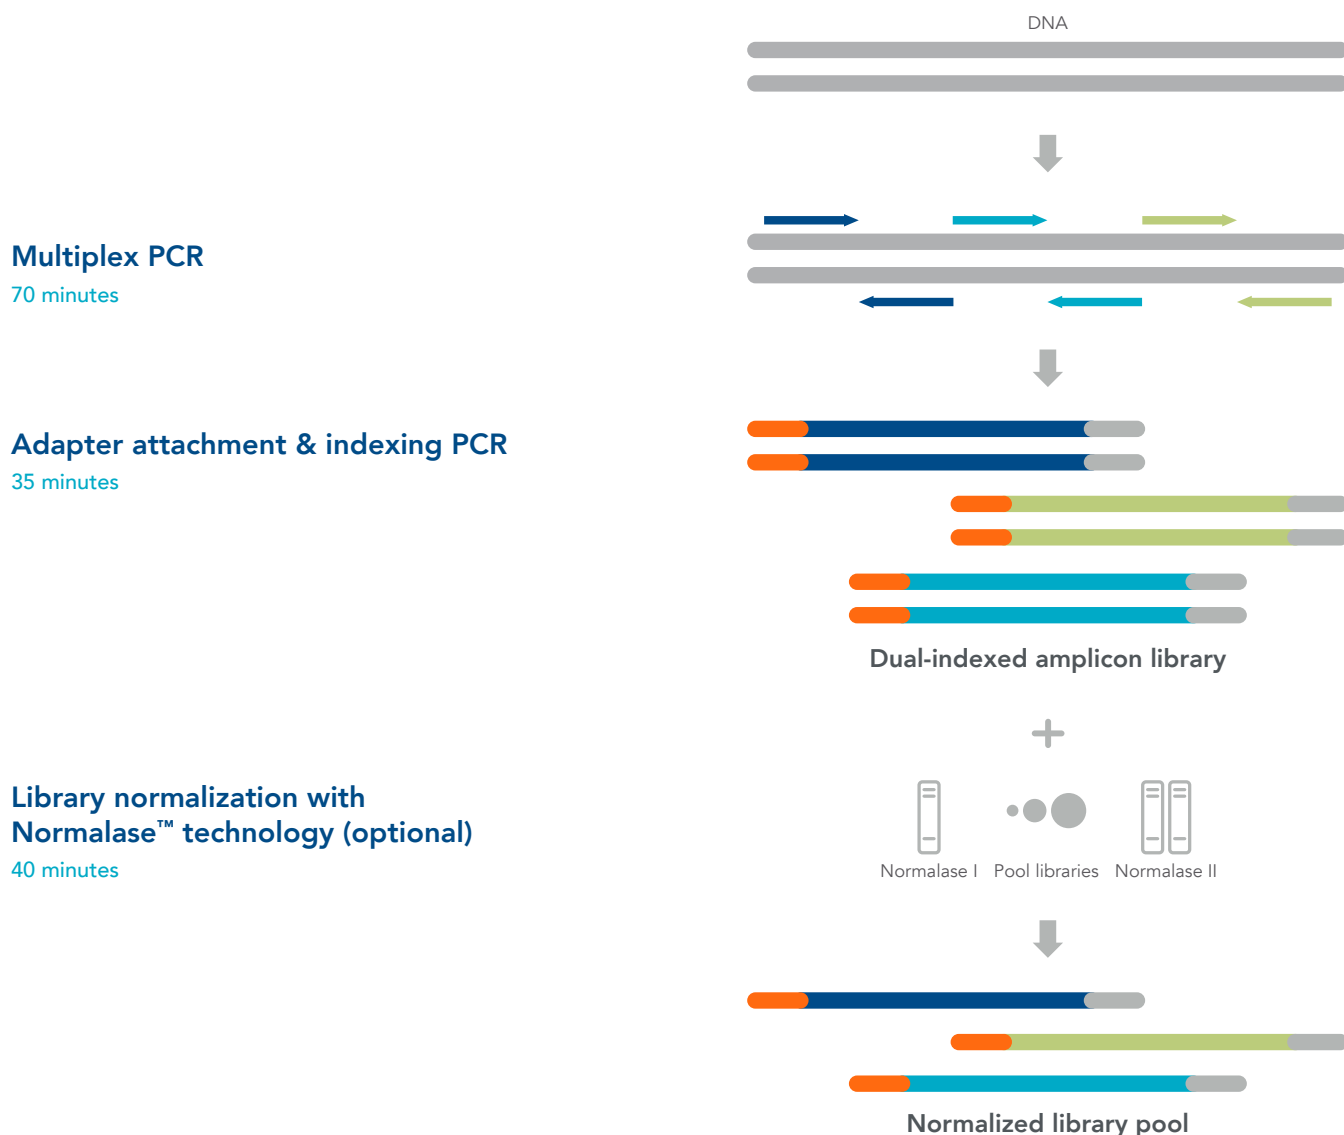 DNA
Multiplex PCR
70 minutes
Adapter attachment & indexing PCR
35 minutes
Dual-indexed amplicon library
Library normalization with
Normalase™ technology (optional)
40 minutes
Normalase I
Pool libraries
Normalase II
Normalized library pool